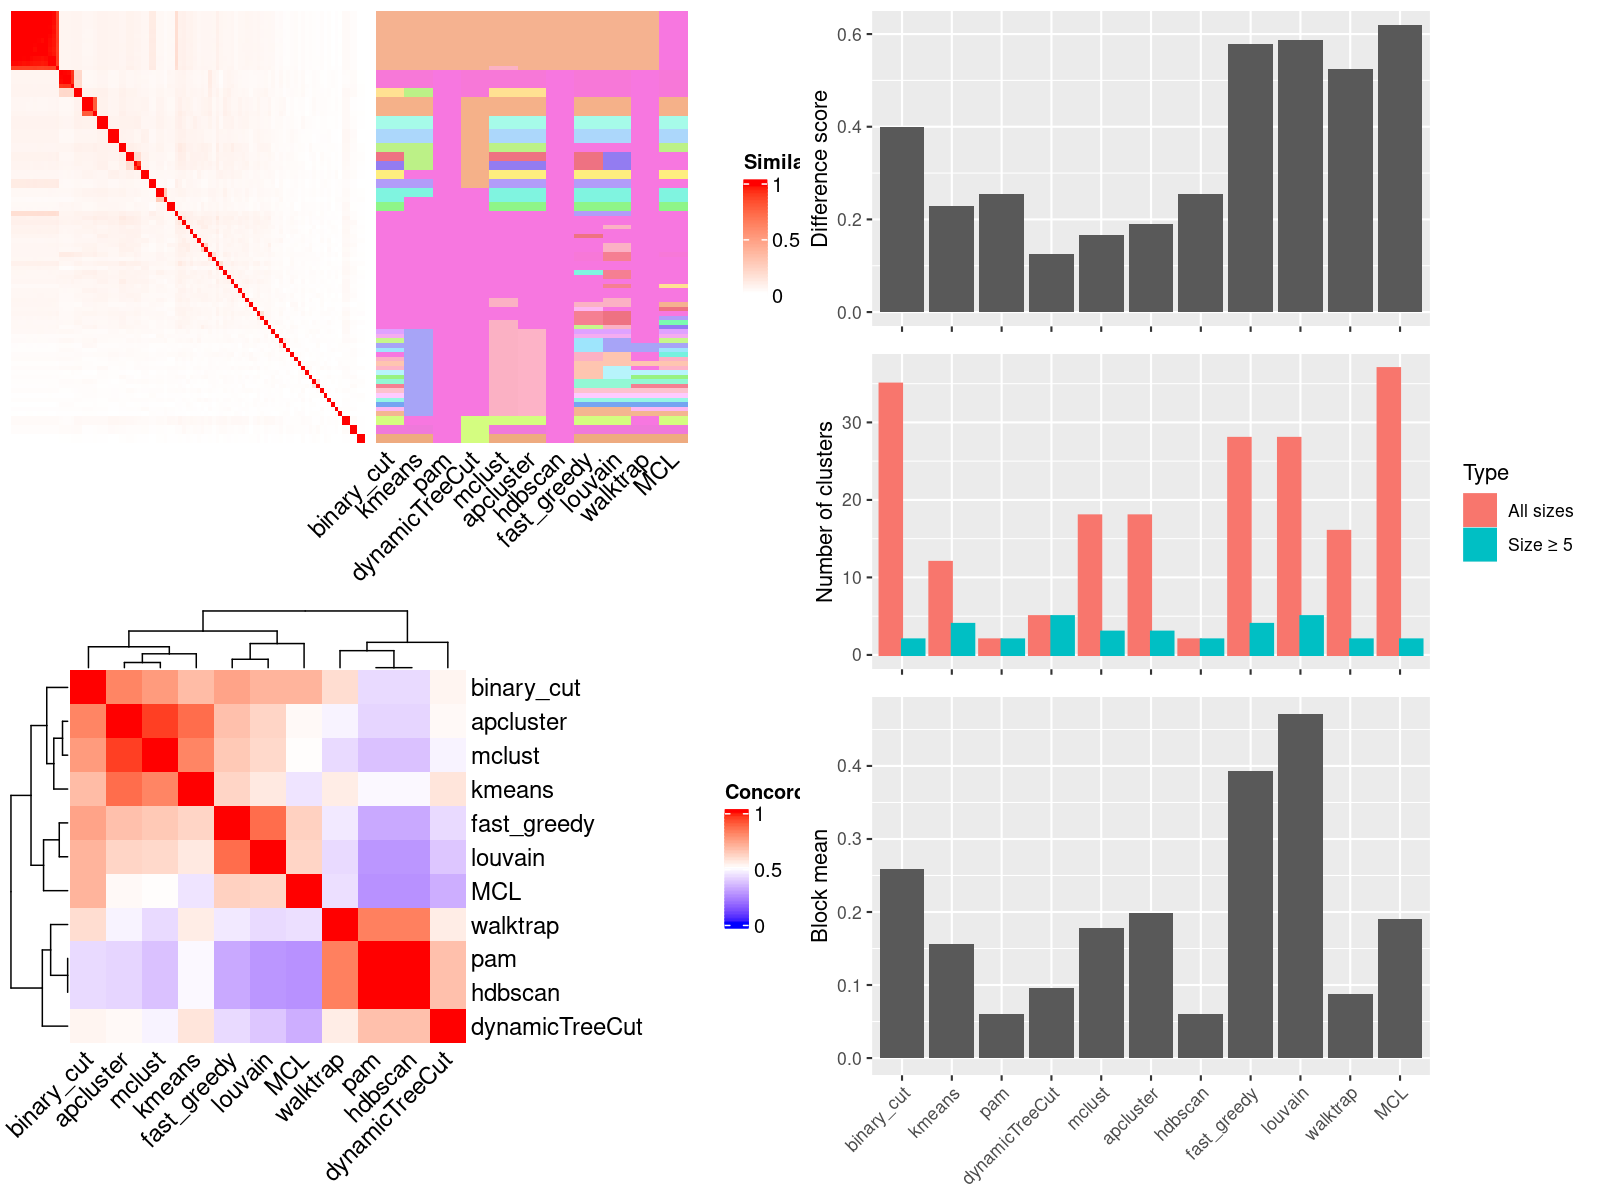 Simila
1
0.5
0
binary_cut
kmeans
pam
dynamicTreeCut
mclust
apcluster
hdbscan
fast_greedy
louvain
walktrap
MCL
binary_cut
apcluster
mclust
kmeans
fast_greedy
louvain
MCL
walktrap
pam
hdbscan
dynamicTreeCut
Concord
1
0.5
0
binary_cut
apcluster
mclust
kmeans
fast_greedy
louvain
MCL
walktrap
pam
hdbscan
dynamicTreeCut
Difference score
0.6
0.4
0.2
0.0
Number of clusters
30
20
10
0
Type
All sizes
Size ≥ 5
Block mean
0.4
0.3
0.2
0.1
0.0
binary_cut
kmeans
pam
dynamicTreeCut
mclust
apcluster
hdbscan
fast_greedy
louvain
walktrap
MCL